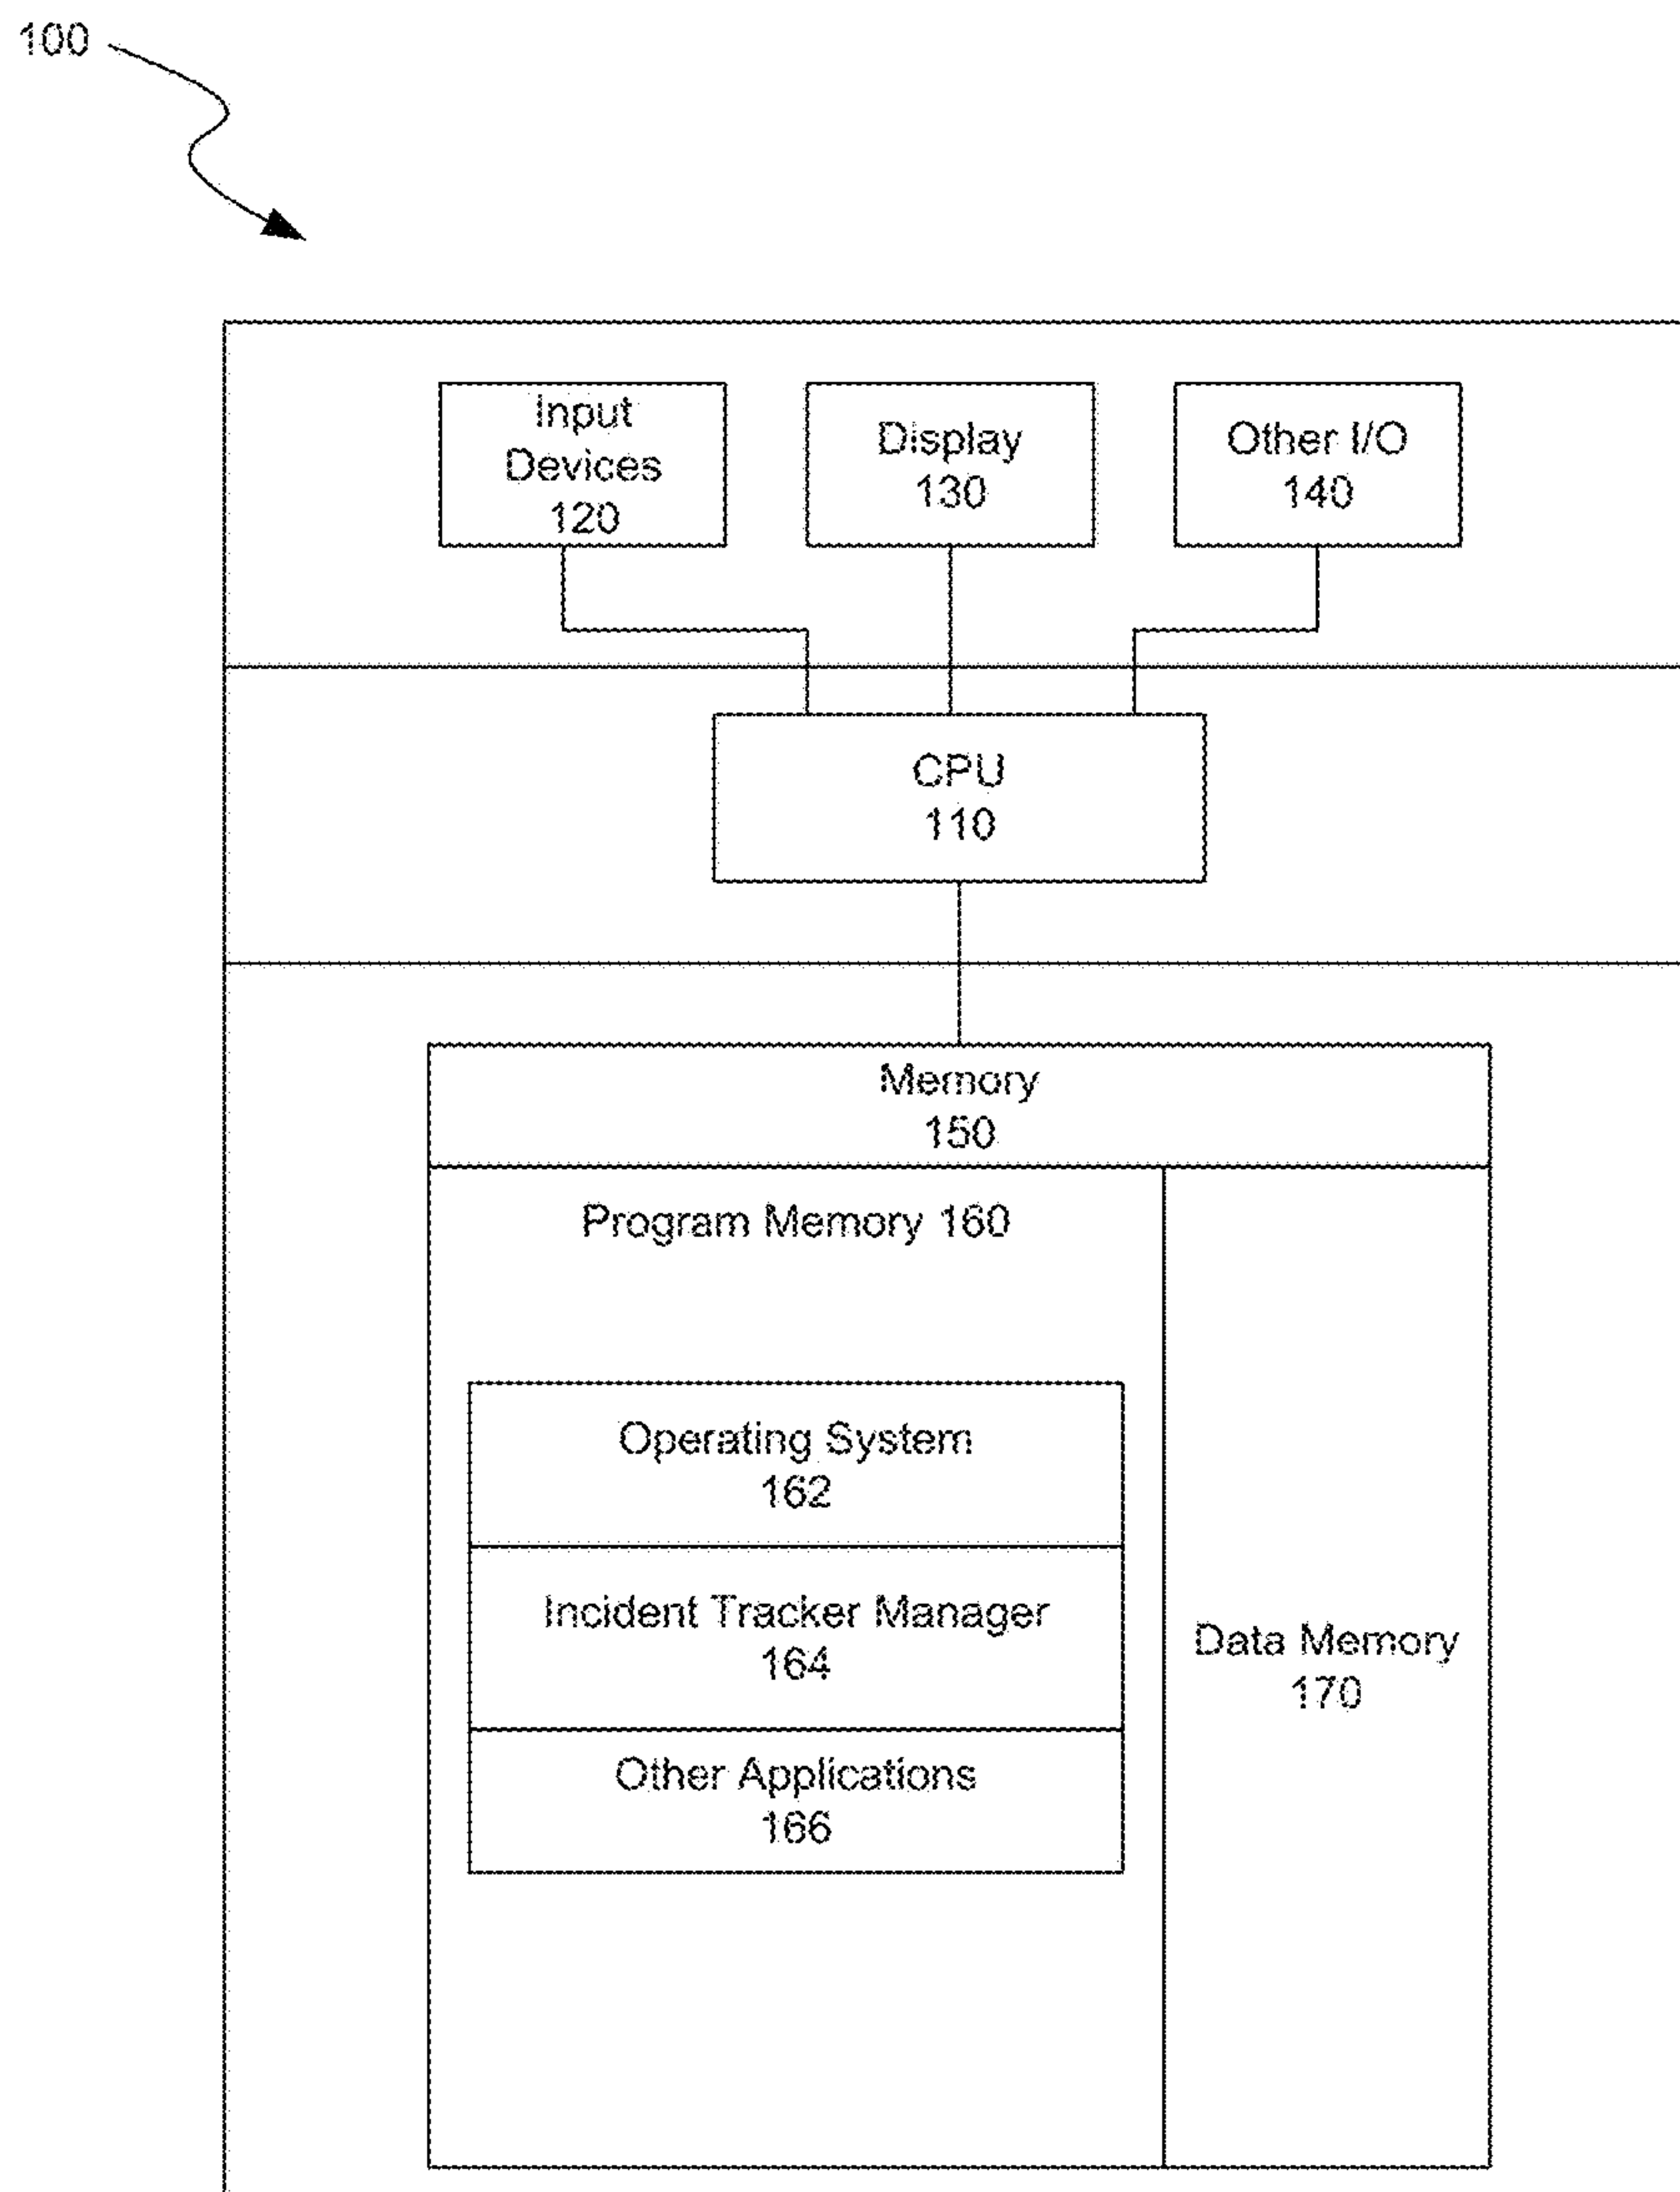 100
Input
Devices
120
Display
130
Other I/O
140
CPU
110
Memory
150
Program Memory 160
Operating System
162
Incident Tracker Manager
164
Other Applications
166
Data Memory
170